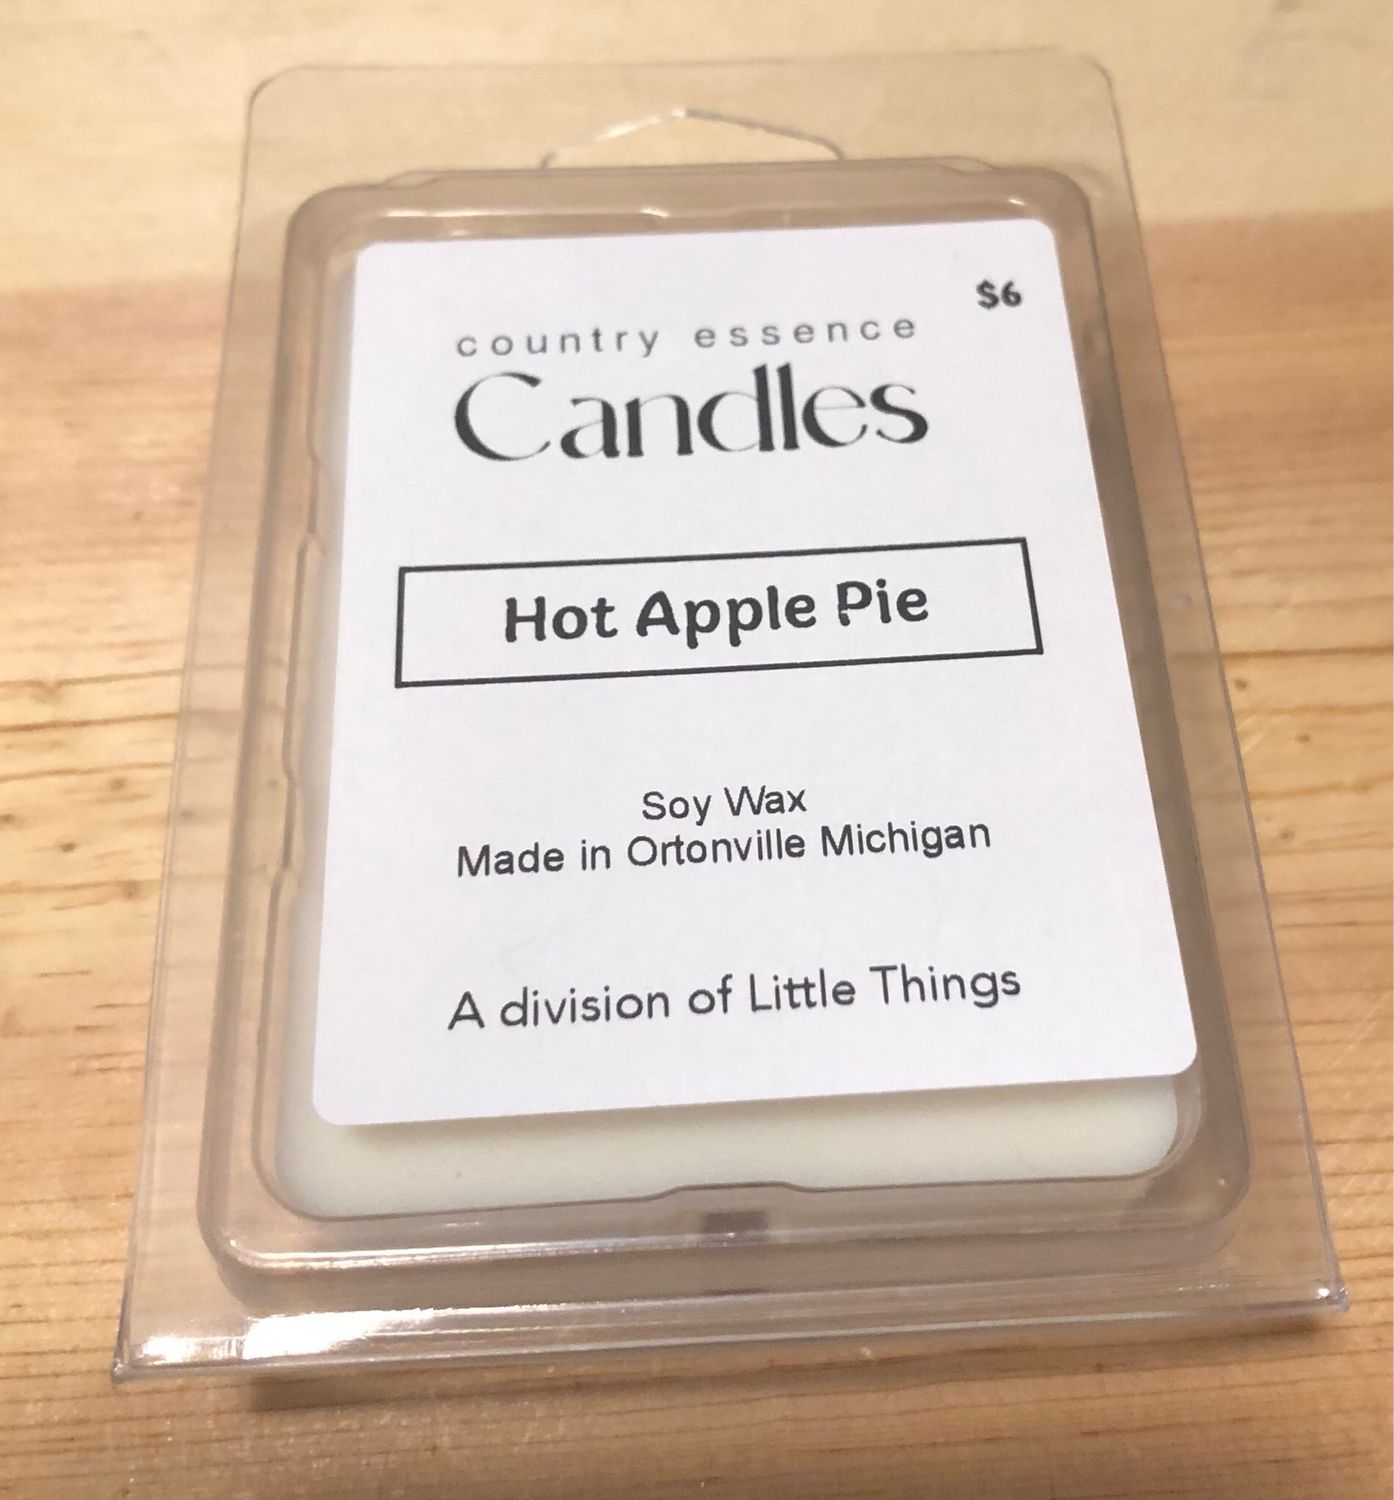 $6
country essence
Candles
Hot Apple Pie
Soy Wax
Made in Ortonville Michigan
A division of Little Things